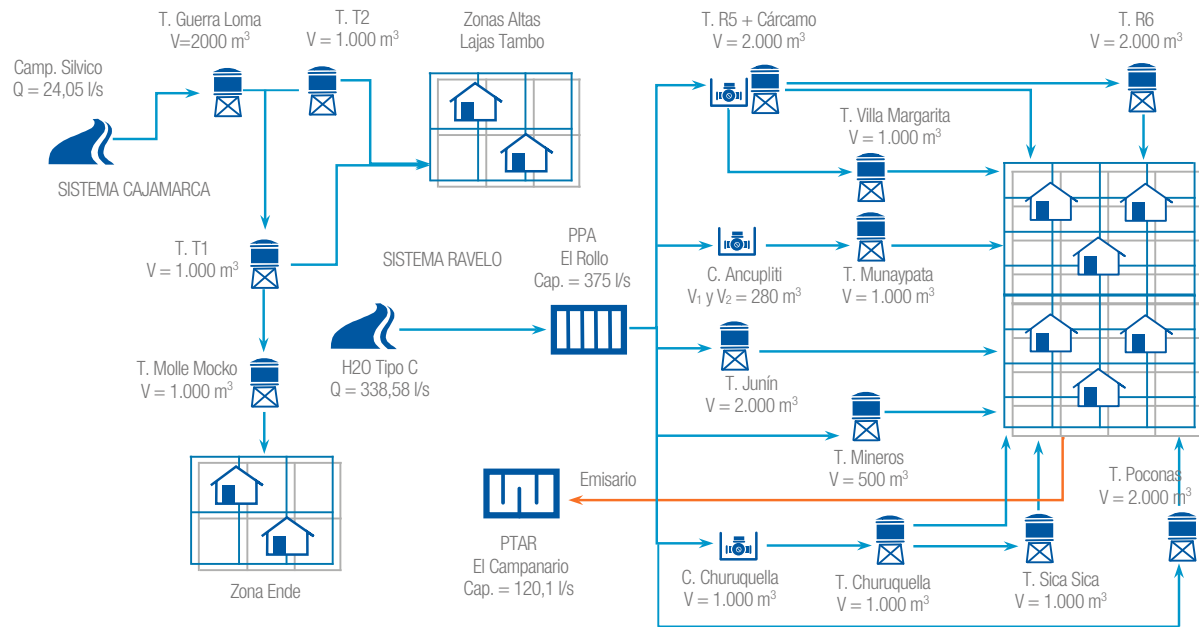 T. Guerra Loma
V=2000 m³
T. T2
V = 1.000 m³
Zonas Altas
Lajas Tambo
Camp. Silvico
Q = 24,05 l/s
SISTEMA CAJAMARCA
T. T1
V = 1.000 m³
T. Molle Mocko
V = 1.000 m³
Zona Ende
SISTEMA RAVELO
H2O Tipo C
Q = 338,58 l/s
PPA
El Rollo
Cap. = 375 l/s
T. R5 + Cárcamo
V = 2.000 m³
T. R6
V = 2.000 m³
T. Villa Margarita
V = 1.000 m³
C. Ancupliti
V₁ y V₂ = 280 m³
T. Munaypata
V = 1.000 m³
T. Junín
V = 2.000 m³
T. Mineros
V = 500 m³
Emisario
PTAR
El Campanario
Cap. = 120,1 l/s
C. Churuquella
V = 1.000 m³
T. Churuquella
V = 1.000 m³
T. Sica Sica
V = 1.000 m³
T. Poconas
V = 2.000 m³